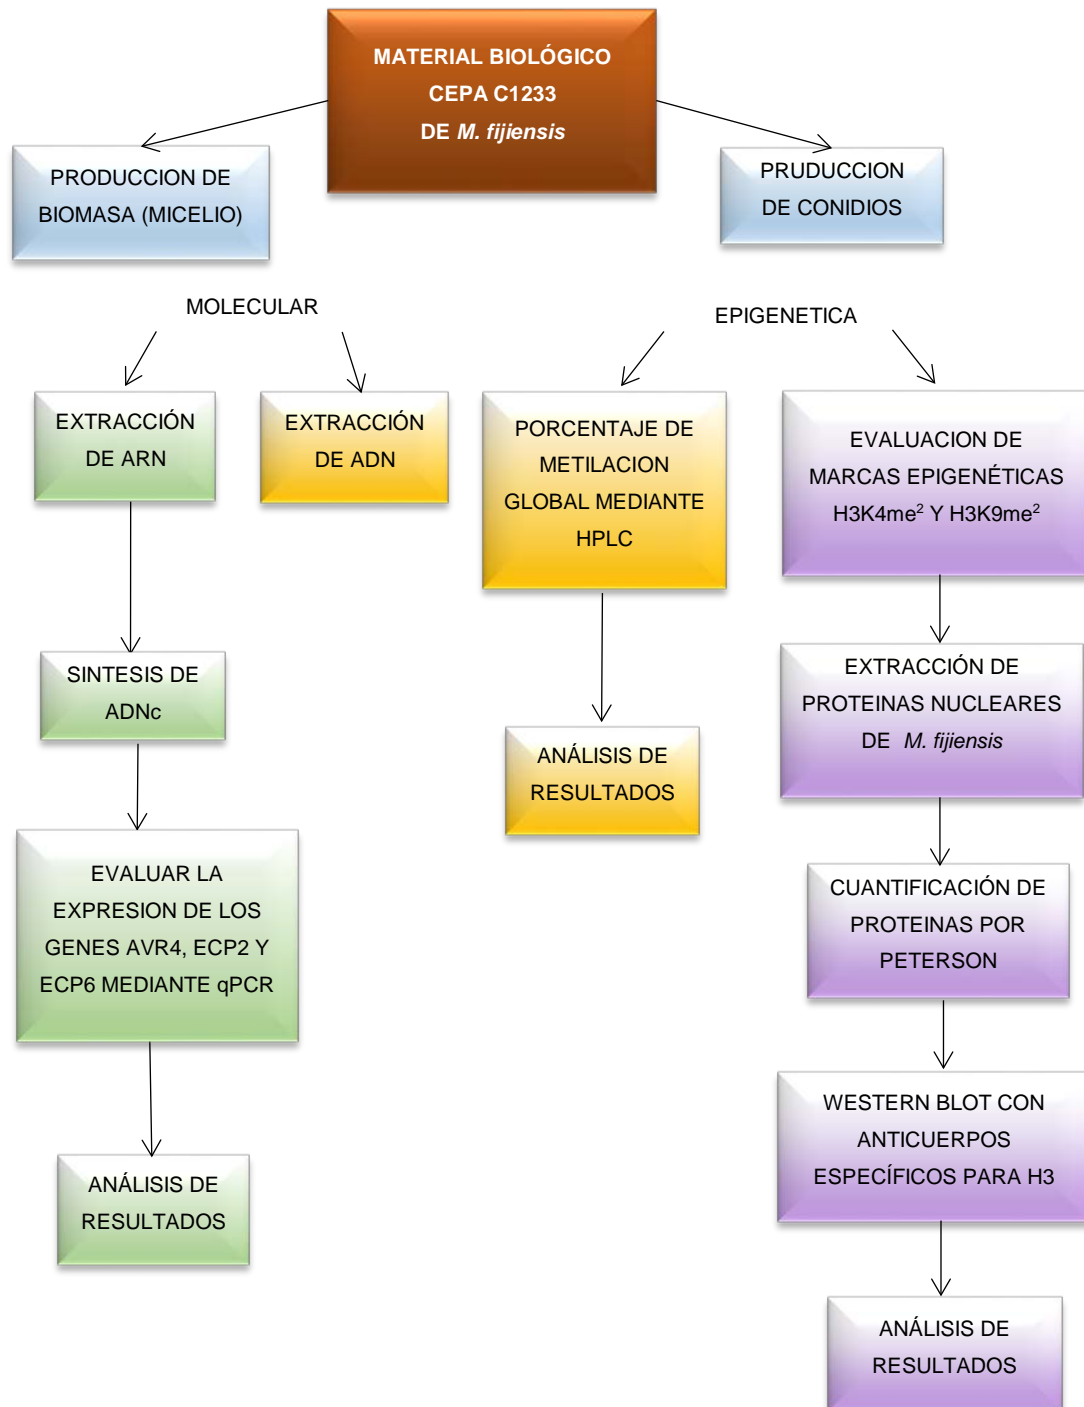 MATERIAL BIOLÓGICO
CEPA C1233
DE M. fijiensis
PRODUCCION DE
BIOMASA (MICELIO)
PRUDUCCION
DE CONIDIOS
MOLECULAR
EPIGENETICA
EXTRACCIÓN
DE ARN
EXTRACCIÓN
DE ADN
PORCENTAJE DE
METILACION
GLOBAL MEDIANTE
HPLC
EVALUACION DE
MARCAS EPIGENÉTICAS
H3K4me² Y H3K9me²
SINTESIS DE
ADNc
EXTRACCIÓN DE
PROTEINAS NUCLEARES
DE M. fijiensis
ANÁLISIS DE
RESULTADOS
EVALUAR LA
EXPRESION DE LOS
GENES AVR4, ECP2 Y
ECP6 MEDIANTE qPCR
CUANTIFICACIÓN DE
PROTEINAS POR
PETERSON
WESTERN BLOT CON
ANTICUERPOS
ESPECÍFICOS PARA H3
ANÁLISIS DE
RESULTADOS
ANÁLISIS DE
RESULTADOS